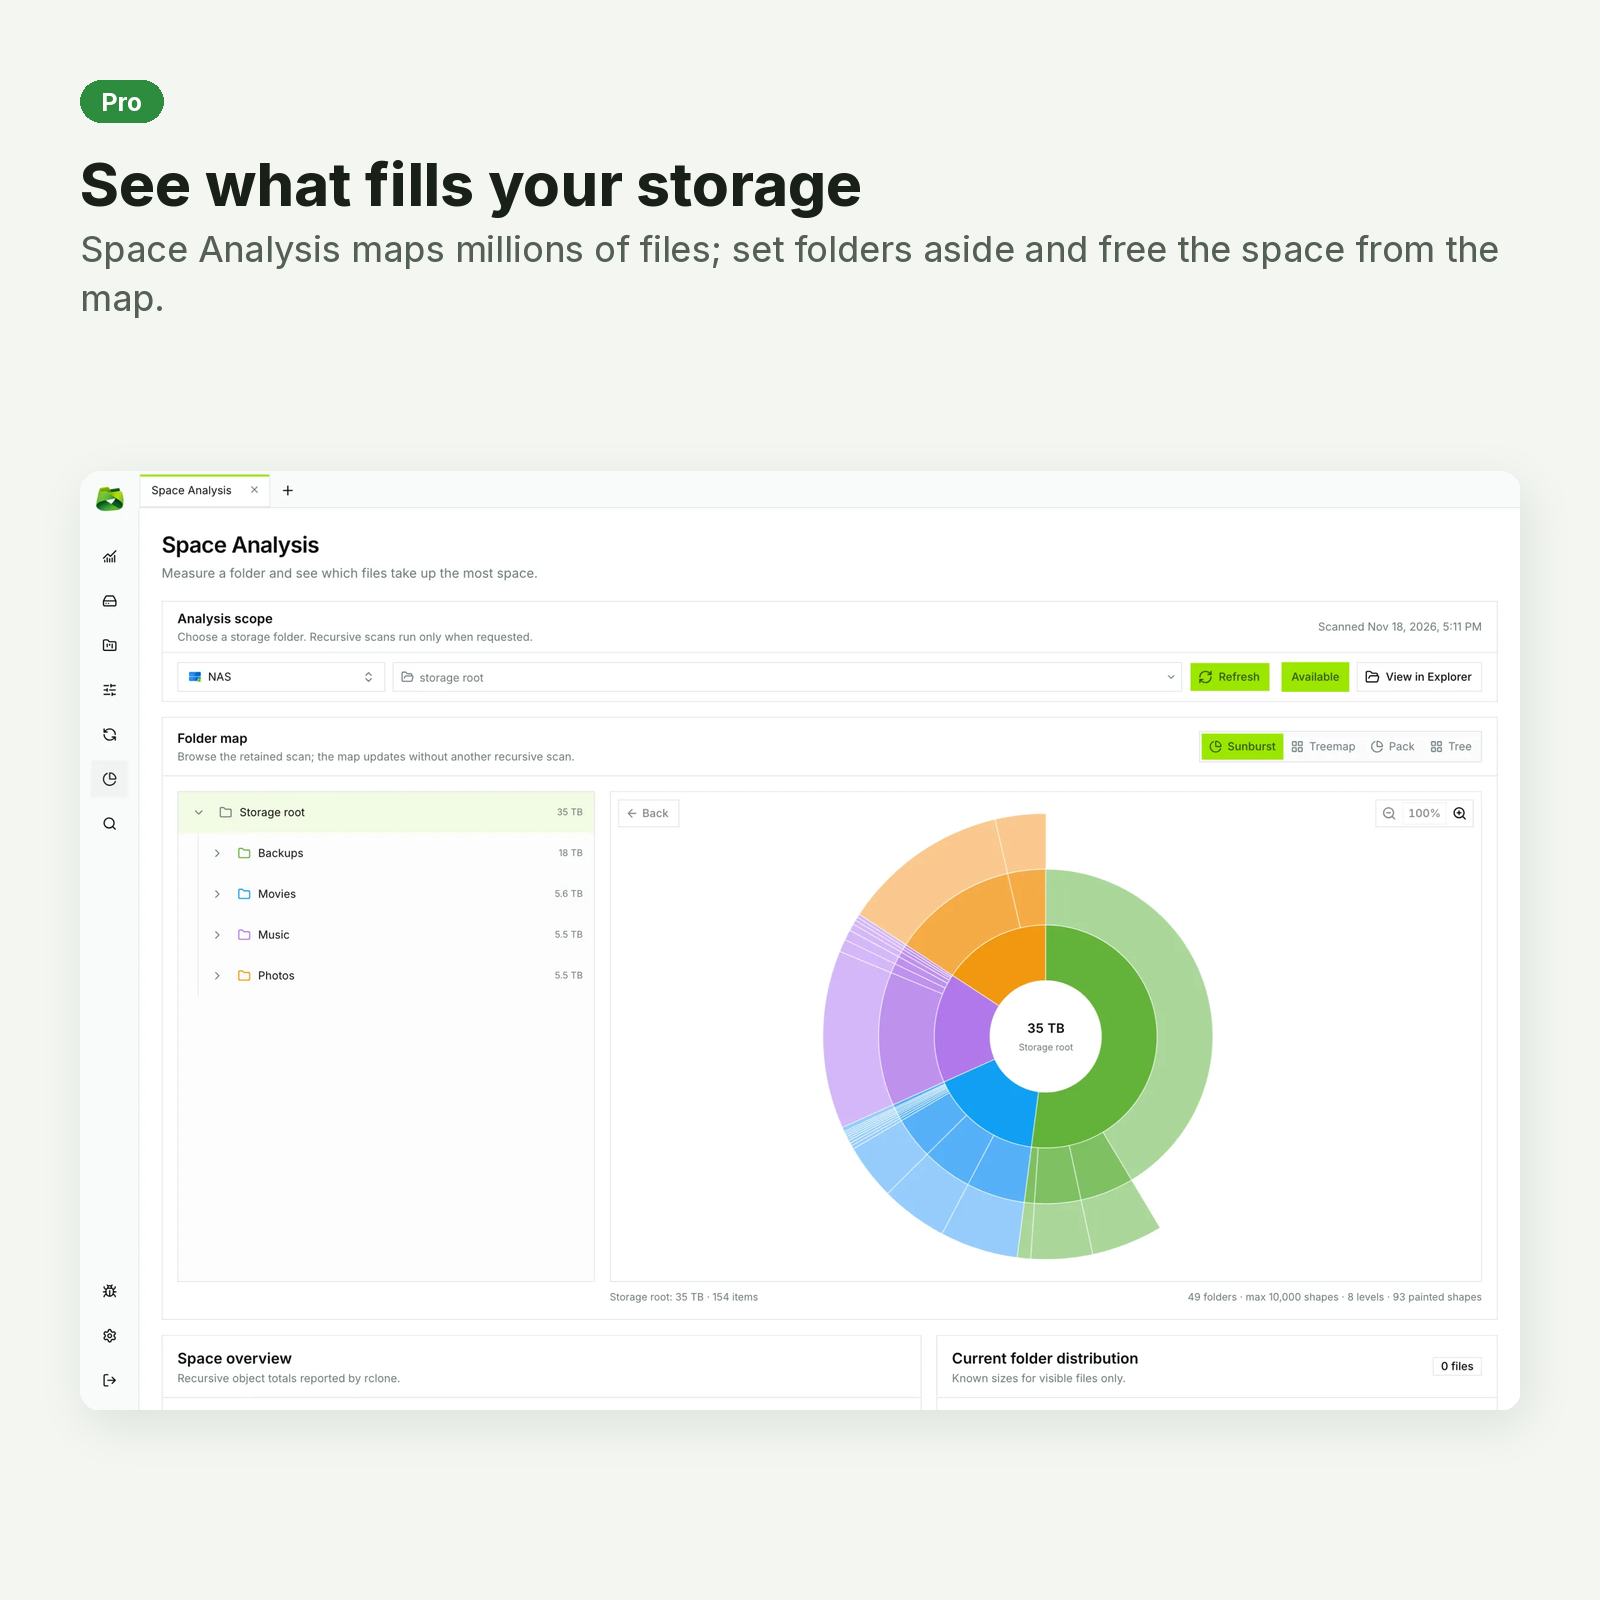 Pro
See what fills your storage
Space Analysis maps millions of files; set folders aside and free the space from the
map.
Space Analysis
Space Analysis
Measure a folder and see which files take up the most space.
Analysis scope
Choose a storage folder. Recursive scans run only when requested.
Scanned Nov 18, 2026, 5:11 PM
NAS
storage root
Refresh
Available
View in Explorer
Folder map
Browse the retained scan; the map updates without another recursive scan.
Sunburst
Treemap
Pack
Tree
Storage root 35 TB
Backups 18 TB
Movies 5.6 TB
Music 5.5 TB
Photos 5.5 TB
Back
100%
35 TB
Storage root
Storage root: 35 TB · 154 items
49 folders · max 10,000 shapes · 8 levels · 93 painted shapes
Space overview
Recursive object totals reported by rclone.
Current folder distribution
Known sizes for visible files only.
0 files